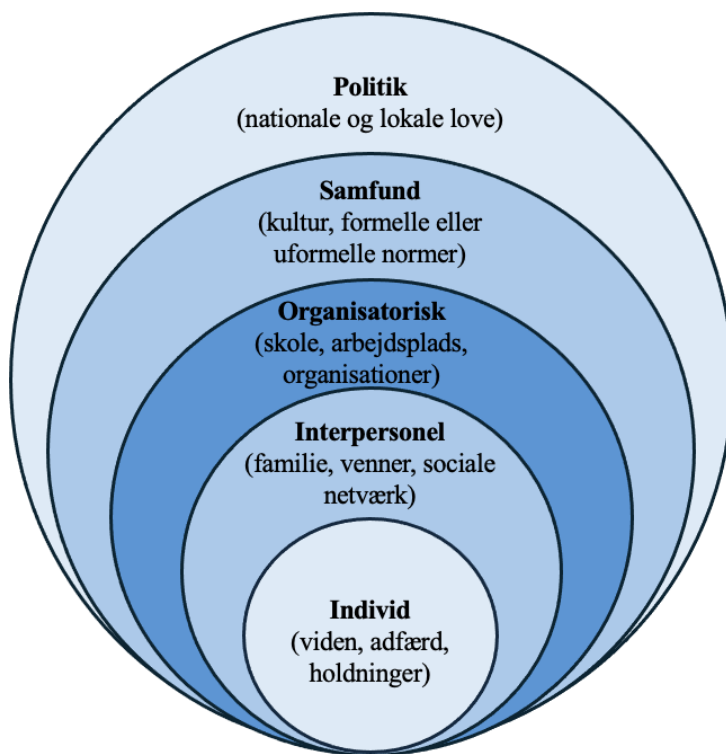 Politik
(nationale og lokale love)
Samfund
(kultur, formelle eller
uformelle normer)
Organisatorisk
(skole, arbejdsplads,
organisationer)
Interpersonel
(familie, venner, sociale
netværk)
Individ
(viden, adfærd,
holdninger)